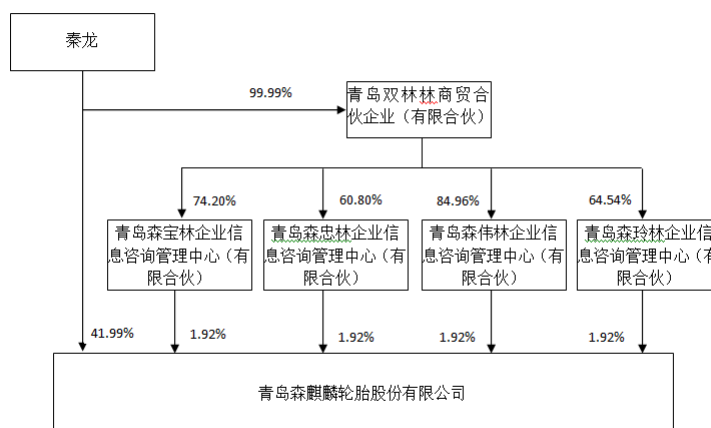 秦龙
99.99%
青岛双林林商贸合
伙企业（有限合伙）
74.20%
60.80%
84.96%
64.54%
青岛森宝林企业信
息咨询管理中心（有
限合伙）
青岛森忠林企业信
息咨询管理中心（有
限合伙）
青岛森伟林企业信
息咨询管理中心（有
限合伙）
青岛森玲林企业信
息咨询管理中心（有
限合伙）
41.99%
1.92%
1.92%
1.92%
1.92%
青岛森麒麟轮胎股份有限公司